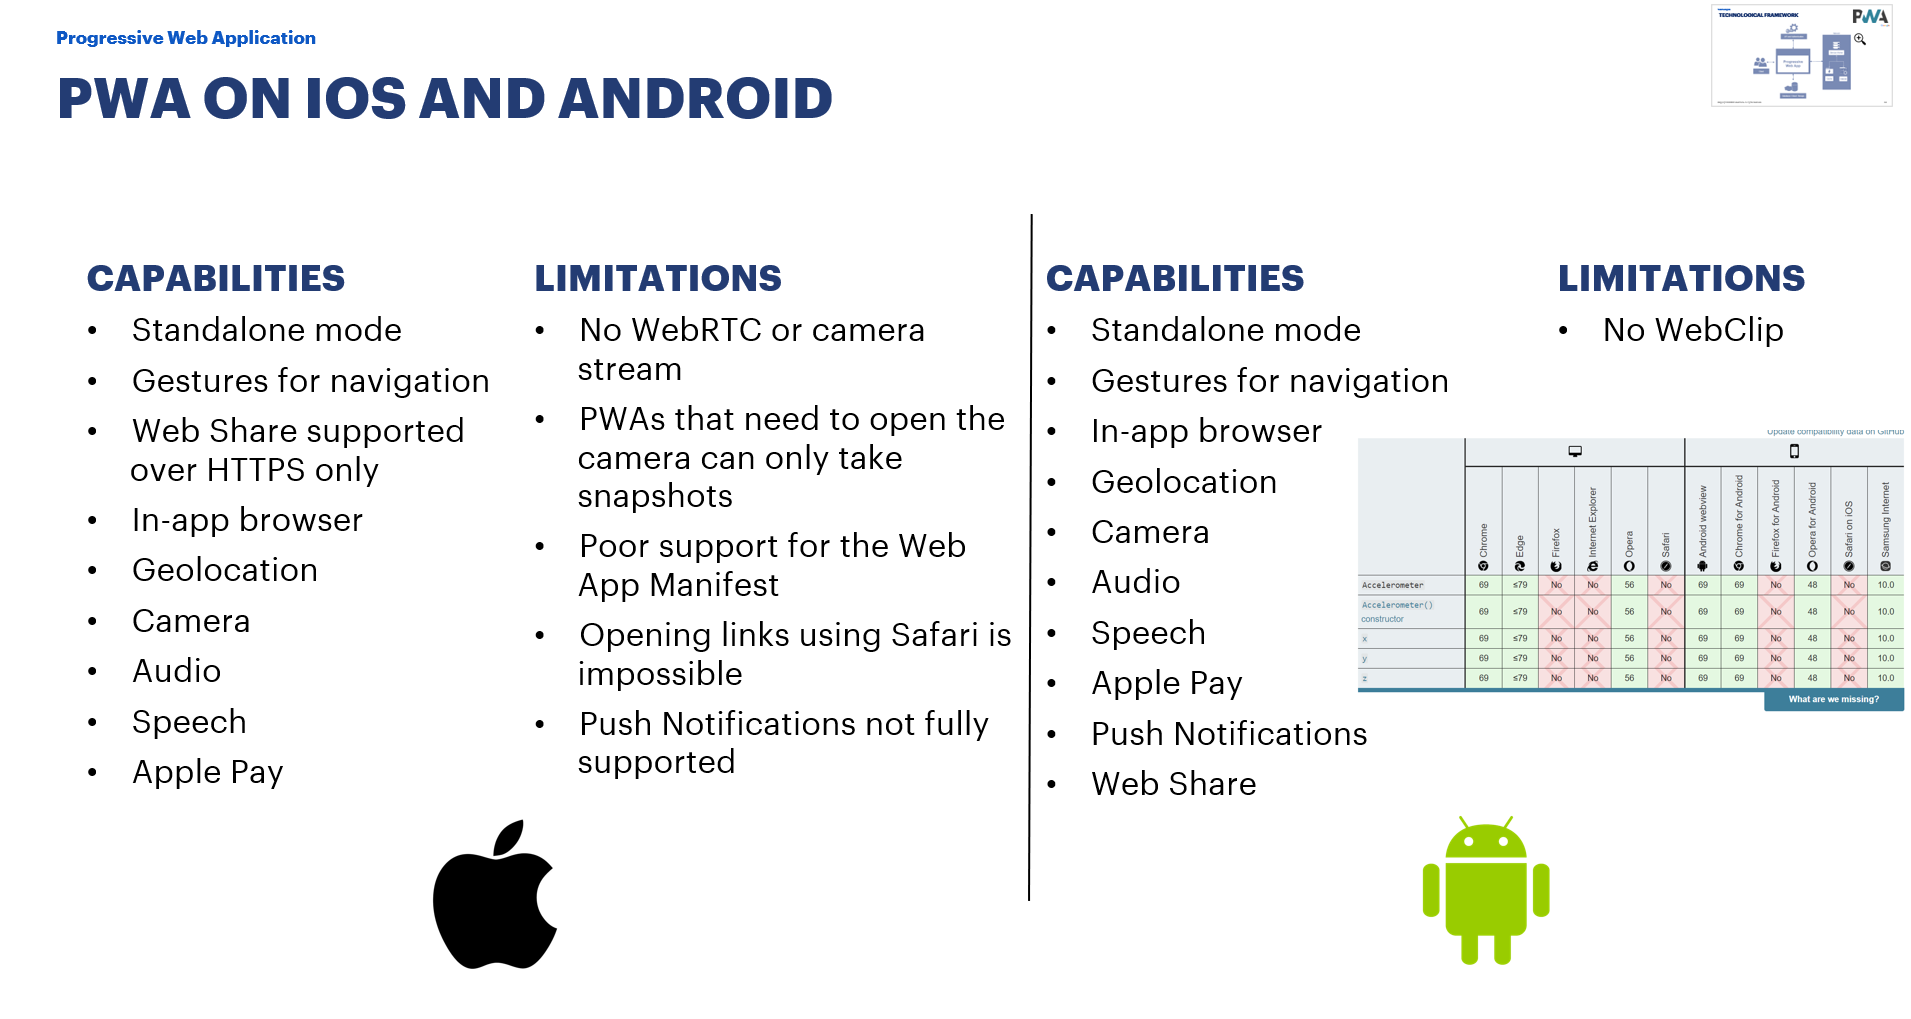 Progressive Web Application
PWA ON IOS AND ANDROID
TECHNOLOGICAL FRAMEWORK
PWA
Progressive
Web App
CAPABILITIES
• Standalone mode
• Gestures for navigation
• Web Share supported
over HTTPS only
• In-app browser
• Geolocation
• Camera
• Audio
• Speech
• Apple Pay
LIMITATIONS
• No WebRTC or camera
stream
• PWAs that need to open the
camera can only take
snapshots
• Poor support for the Web
App Manifest
• Opening links using Safari is
impossible
• Push Notifications not fully
supported
CAPABILITIES
• Standalone mode
• Gestures for navigation
• In-app browser
• Geolocation
• Camera
• Audio
• Speech
• Apple Pay
• Push Notifications
• Web Share
LIMITATIONS
• No WebClip
Update compatibility data on GitHub
Chrome Edge Firefox Internet Explorer Opera Safari Android webview Chrome for Android Firefox for Android Opera for Android Safari on iOS Samsung Internet
Accelerometer 69 ≤79 No No 56 No 69 69 No 48 No 10.0
Accelerometer() constructor 69 ≤79 No No 56 No 69 69 No 48 No 10.0
x 69 ≤79 No No 56 No 69 69 No 48 No 10.0
y 69 ≤79 No No 56 No 69 69 No 48 No 10.0
z 69 ≤79 No No 56 No 69 69 No 48 No 10.0
What are we missing?